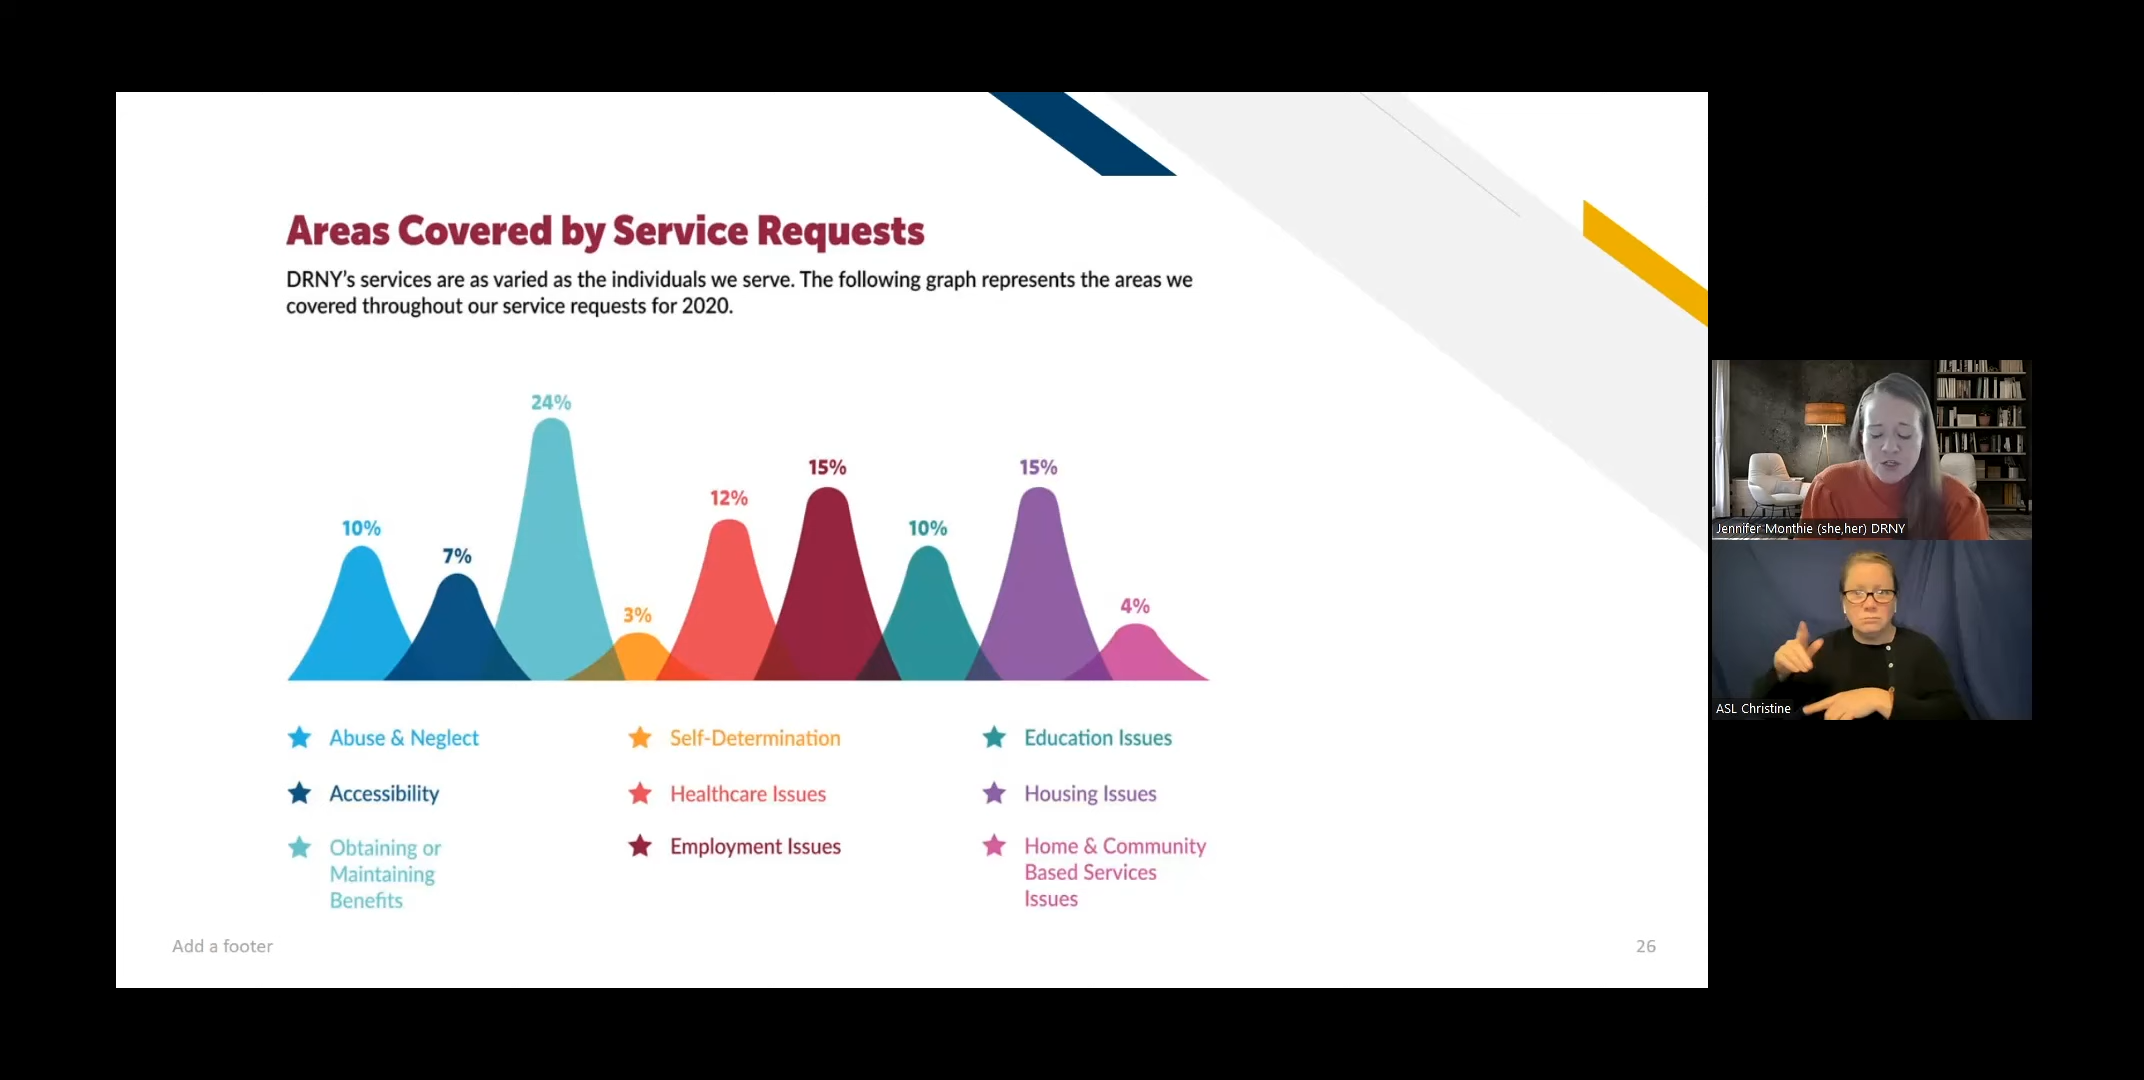 Areas Covered by Service Requests
DRNY's services are as varied as the individuals we serve. The following graph represents the areas we
covered throughout our service requests for 2020.
24%
15%
15%
12%
10%
10%
7%
3%
4%
Abuse & Neglect
Accessibility
Obtaining or
Maintaining
Benefits
Self-Determination
Healthcare Issues
Employment Issues
Education Issues
Housing Issues
Home & Community
Based Services
Issues
Add a footer
26
Jennifer Monthie (she,her) DRNY
ASL Christine